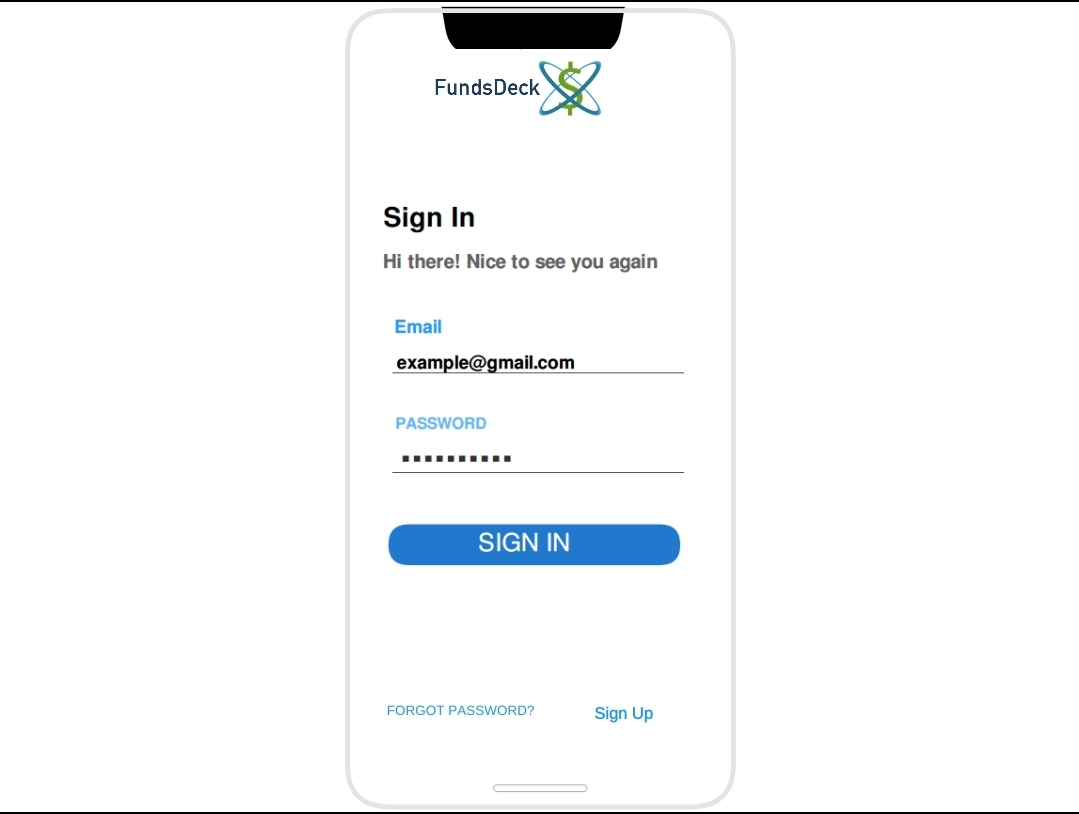 FundsDeck
Sign In
Hi there! Nice to see you again
Email
example@gmail.com
PASSWORD
SIGN IN
FORGOT PASSWORD?
Sign Up